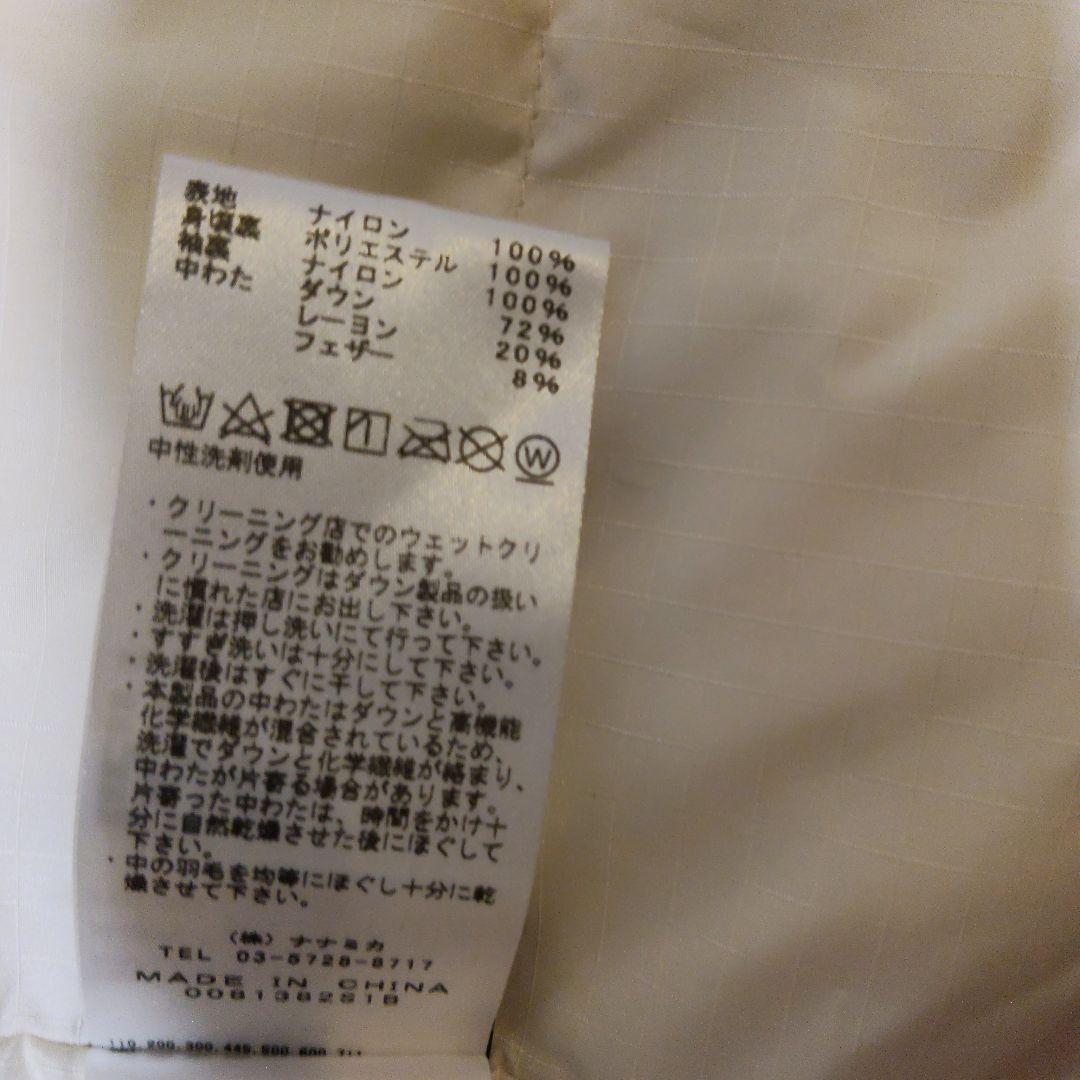 表地 ナイロン 100%
身頃裏 ポリエステル 100%
袖裏 ナイロン 100%
中わた ダウン 72%
レーヨン 20%
フェザー 8%
W
中性洗剤使用
・クリーニング店でのウェットクリ
ーニングをお勧めします。
・クリーニングはダウン製品の扱い
に慣れた店にお出し下さい。
・洗濯は押し洗いにて行って下さい。
・すすぎ洗いは十分にして下さい。
・洗濯後はすぐに干して下さい。
・本製品の中わたはダウンと高機能
化学繊維が混合されているため、
洗濯でダウンと化学繊維が絡まり、
中わたが片寄る場合があります。
片寄った中わたは、時間をかけ十
分に自然乾燥させた後にほぐして
下さい。
・中の羽毛を均等にほぐし十分に乾
燥させて下さい。
(株)ナナミカ
TEL 03-5728-8717
MADE IN CHINA